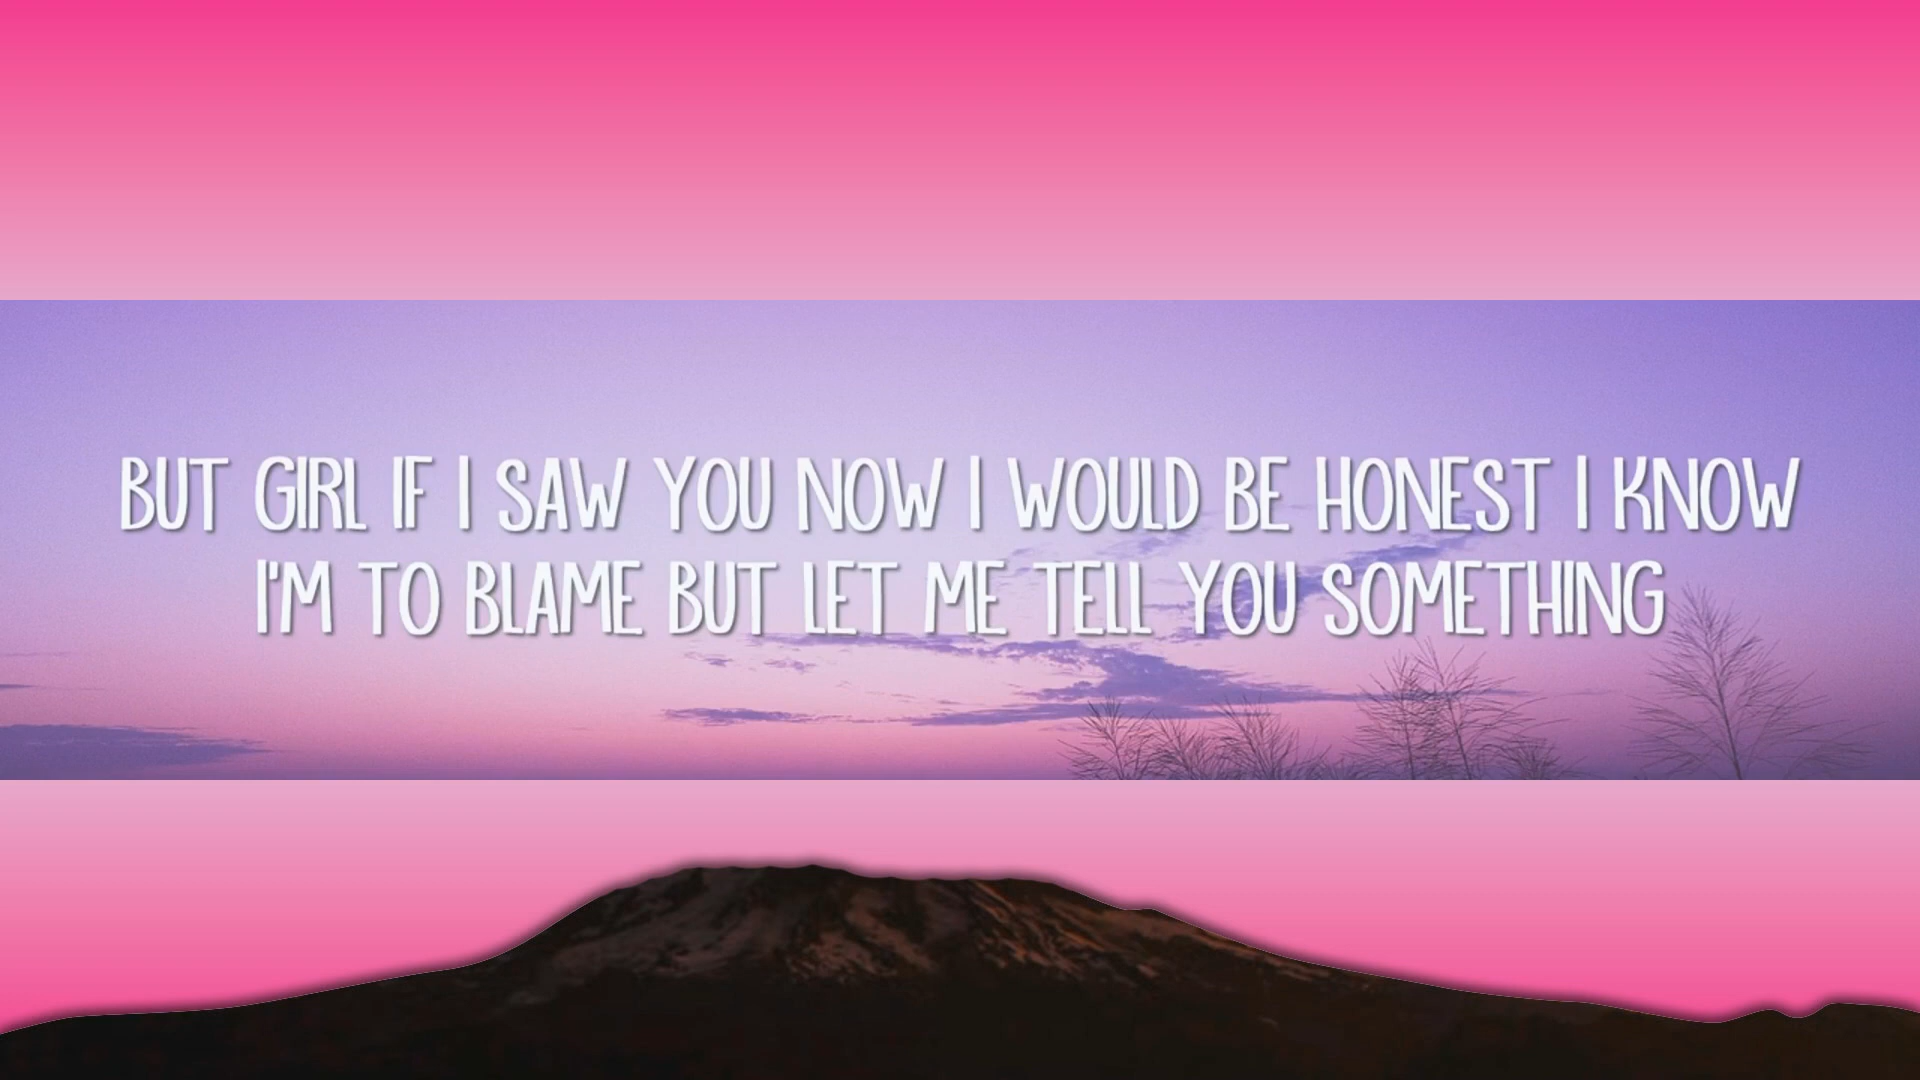 BUT GIRL IF I SAW YOU NOW I WOULD BE HONEST I KNOW
I'M TO BLAME BUT LET ME TELL YOU SOMETHING